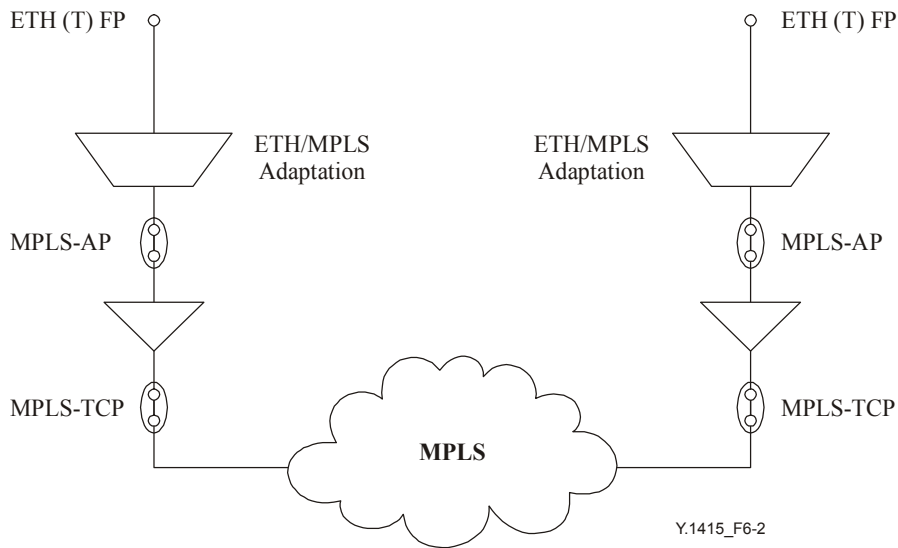 ETH (T) FP
ETH (T) FP
ETH/MPLS
Adaptation
ETH/MPLS
Adaptation
MPLS-AP
MPLS-AP
MPLS-TCP
MPLS-TCP
MPLS
Y.1415_F6-2